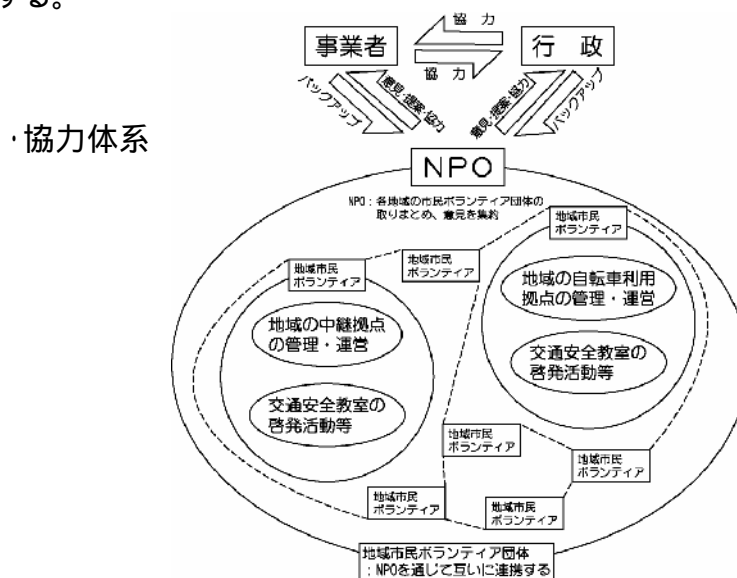 する。
協 力
事業者
行 政
協 力
バックアップ
意見・提案・協力
意見・提案・協力
バックアップ
・協力体系
NPO
NPO：各地域の市民ボランティア団体の
取りまとめ、意見を集約
地域市民
ボランティア
地域市民
ボランティア
地域市民
ボランティア
地域の自転車利用
拠点の管理・運営
地域の中継拠点
の管理・運営
交通安全教室の
啓発活動等
交通安全教室の
啓発活動等
地域市民
ボランティア
地域市民
ボランティア
地域市民
ボランティア
地域市民
ボランティア
地域市民ボランティア団体
：NPOを通じて互いに連携する